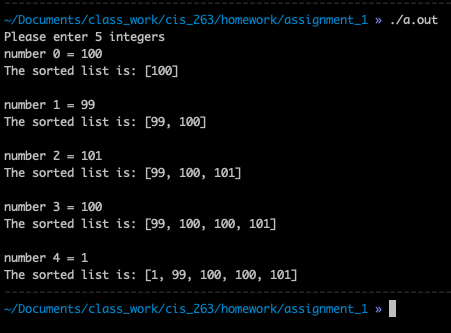 ~/Documents/class_work/cis_263/homework/assignment_1 » ./a.out
Please enter 5 integers
number 0 = 100
The sorted list is: [100]
number 1 = 99
The sorted list is: [99, 100]
number 2 = 101
The sorted list is: [99, 100, 101]
number 3 = 100
The sorted list is: [99, 100, 100, 101]
number 4 = 1
The sorted list is: [1, 99, 100, 100, 101]
~/Documents/class_work/cis_263/homework/assignment_1 »